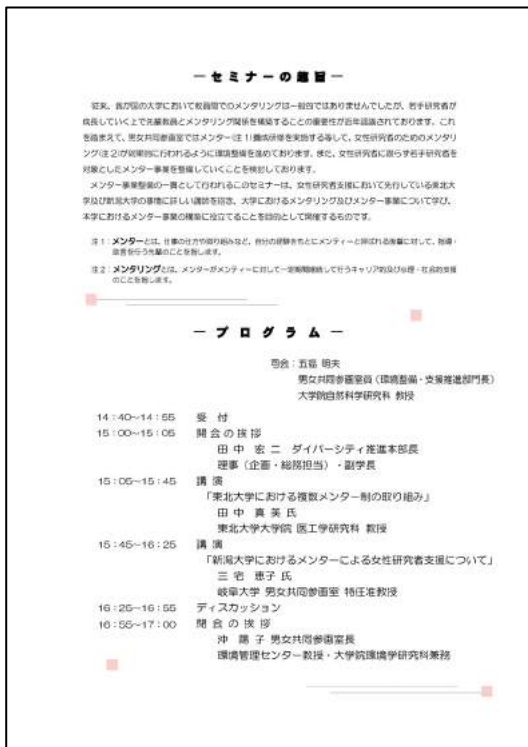 — セミナーの趣旨 —
従来、我が国の大学において教員間でのメンタリングは一般的ではありませんでしたが、若手研究者が
成長していく上で先輩教員とメンタリング関係を構築することの重要性が近年認識されております。これ
を踏まえて、男女共同参画室ではメンター(注1)養成研修を実施する等して、女性研究者のためのメンタリ
ング(注2)が効果的に行われるように環境整備を進めております。また、女性研究者に限らず若手研究者を
対象としたメンター事業を整備していくことを検討しております。
メンター事業整備の一貫として行われるこのセミナーは、女性研究者支援において先行している東北大
学及び新潟大学の事情に詳しい講師を招き、大学におけるメンタリング及びメンター事業について学び、
本学におけるメンター事業の構築に役立てることを目的として開催するものです。
注1：メンターとは、仕事の仕方や取り組みなど、自分の経験をもとにメンティーと呼ばれる後輩に対して、指導・
助言を行う先輩のことを指します。
注2：メンタリングとは、メンターがメンティーに対して一定期間継続して行うキャリア的及び心理・社会的支援
のことを指します。
— プログラム —
司会：五福 明夫
男女共同参画室員（環境整備・支援推進部門長）
大学院自然科学研究科 教授
14：40～14：55 受 付
15：00～15：05 開 会 の 挨 拶
田 中 宏 二 ダイバーシティ推進本部長
理事（企画・総務担当）・副学長
15：05～15：45 講 演
「東北大学における複数メンター制の取り組み」
田 中 真 美 氏
東北大学大学院 医工学研究科 教授
15：45～16：25 講 演
「新潟大学におけるメンターによる女性研究者支援について」
三 宅 恵 子 氏
岐阜大学 男女共同参画室 特任准教授
16：25～16：55 ディスカッション
16：55～17：00 閉 会 の 挨 拶
沖 陽 子 男女共同参画室長
環境管理センター教授・大学院環境学研究科兼務